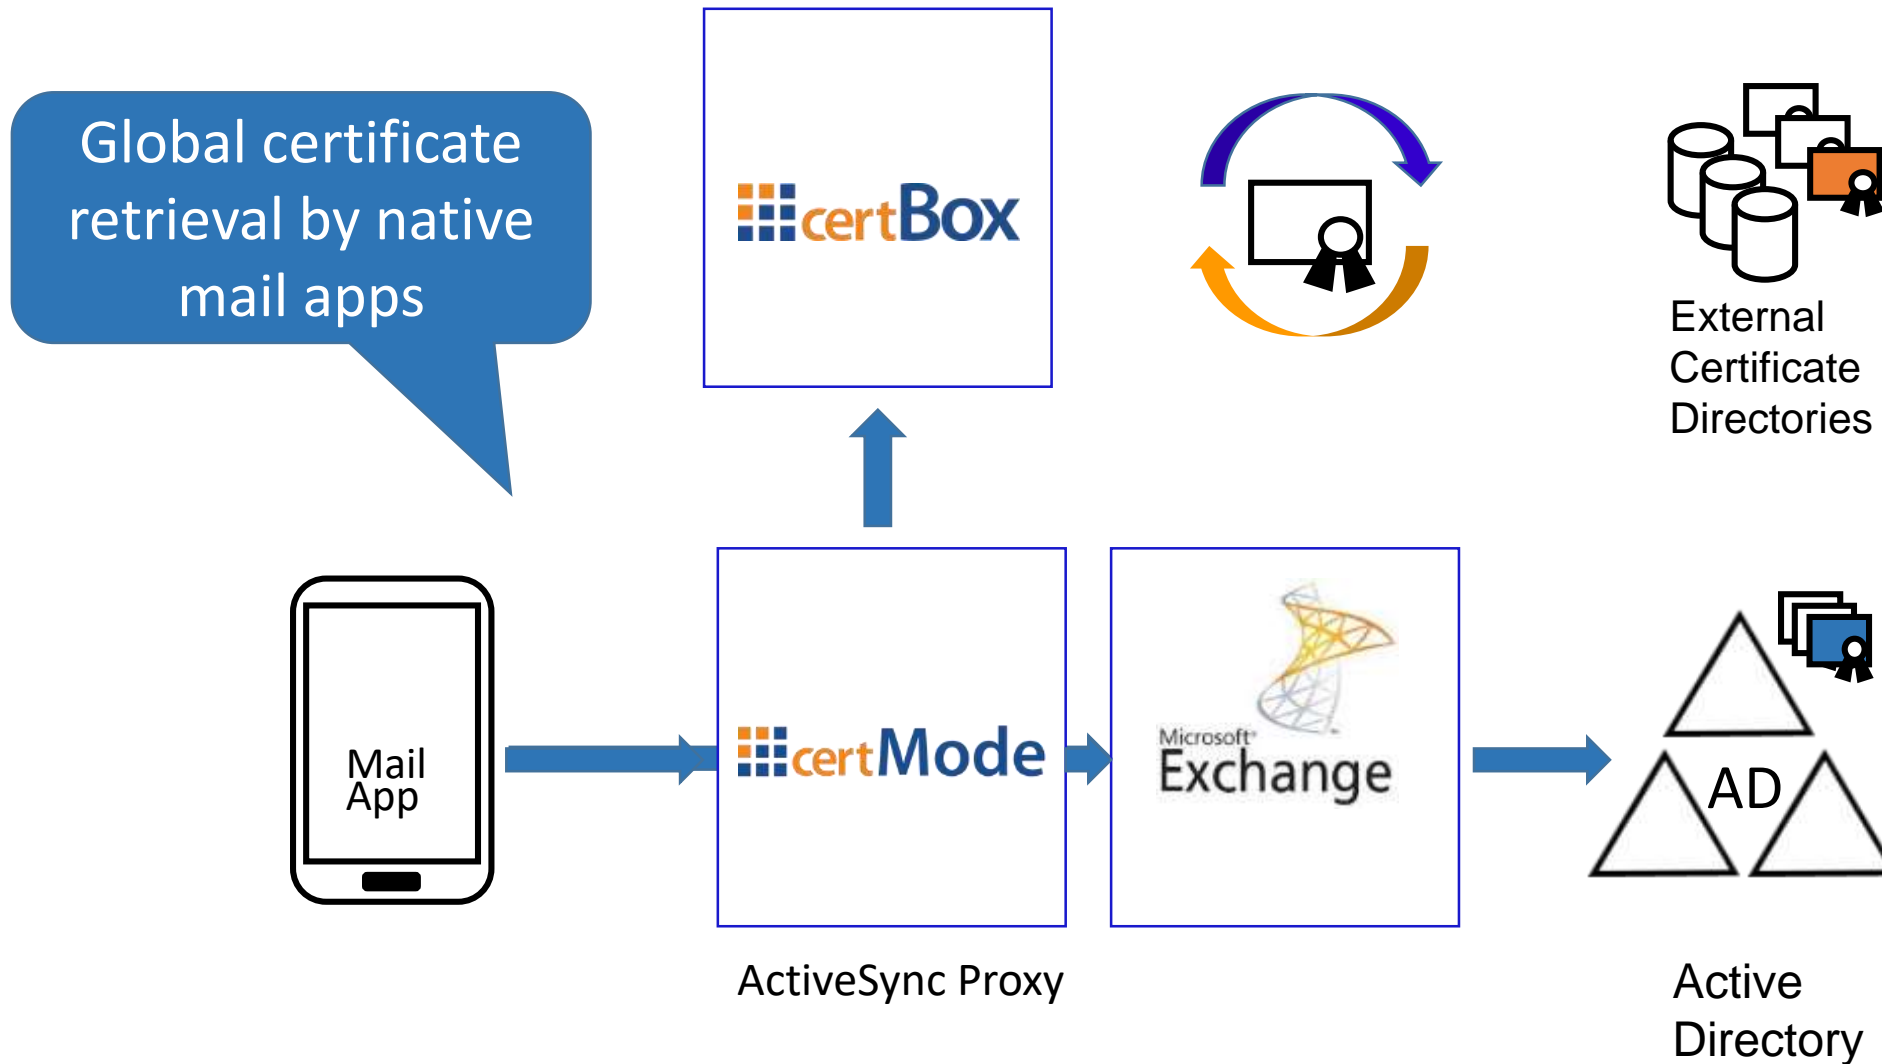 Global certificate
retrieval by native
mail apps
certBox
External
Certificate
Directories
Mail
App
certMode
Microsoft
Exchange
AD
ActiveSync Proxy
Active
Directory